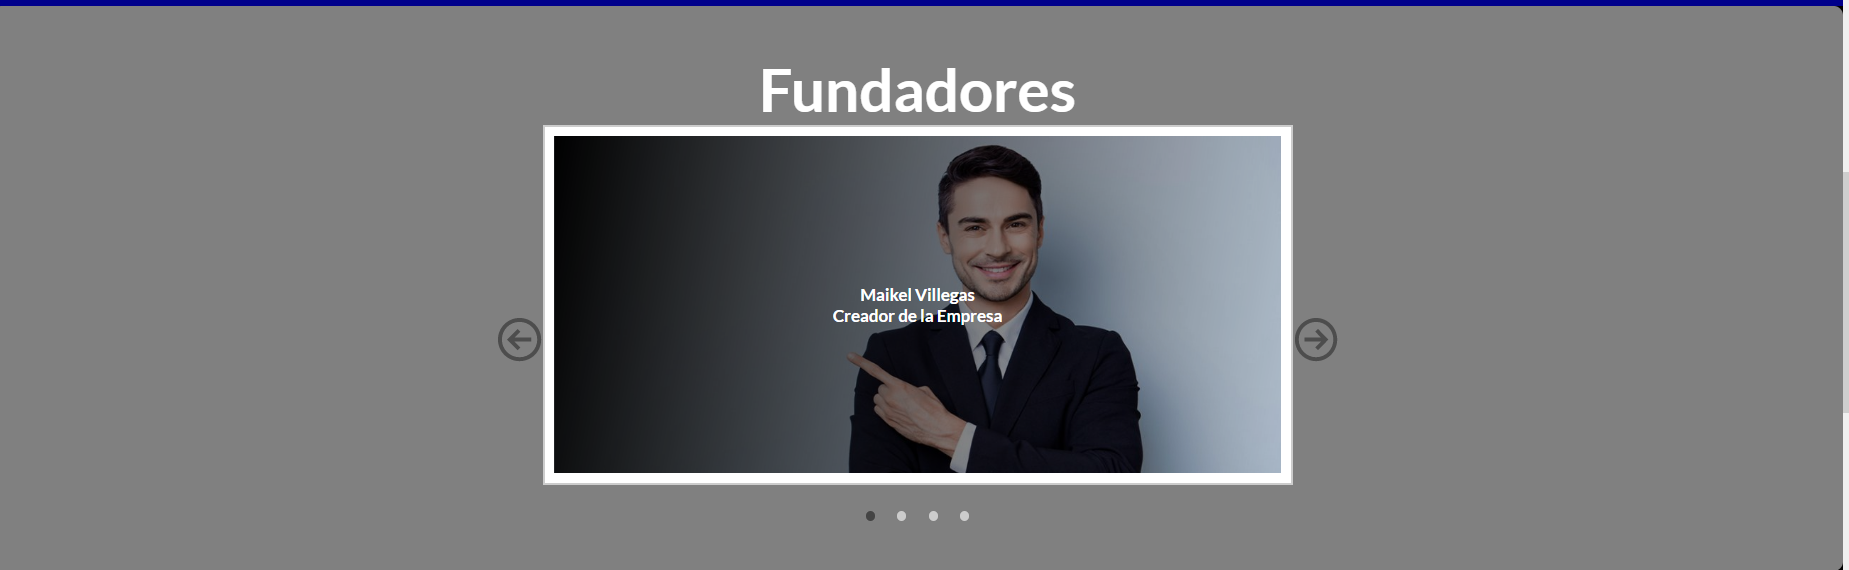 Fundadores
Maikel Villegas
Creador de la Empresa